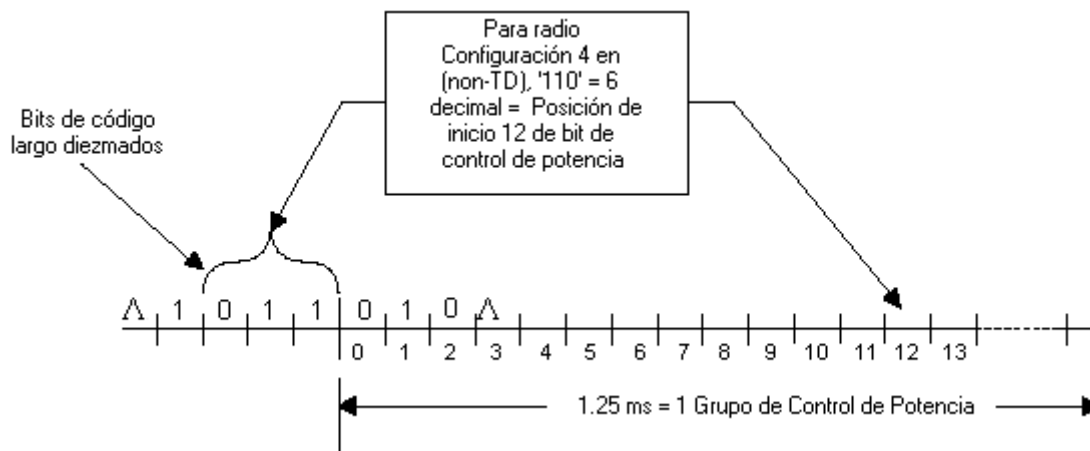 Para radio
Configuración 4 en
(non-TD), '110' = 6
decimal = Posición de
inicio 12 de bit de
control de potencia
Bits de código
largo diezmados
Λ 1 0 1 1 0 1 0 Λ
0 1 2 3 4 5 6 7 8 9 10 11 12 13
1.25 ms = 1 Grupo de Control de Potencia